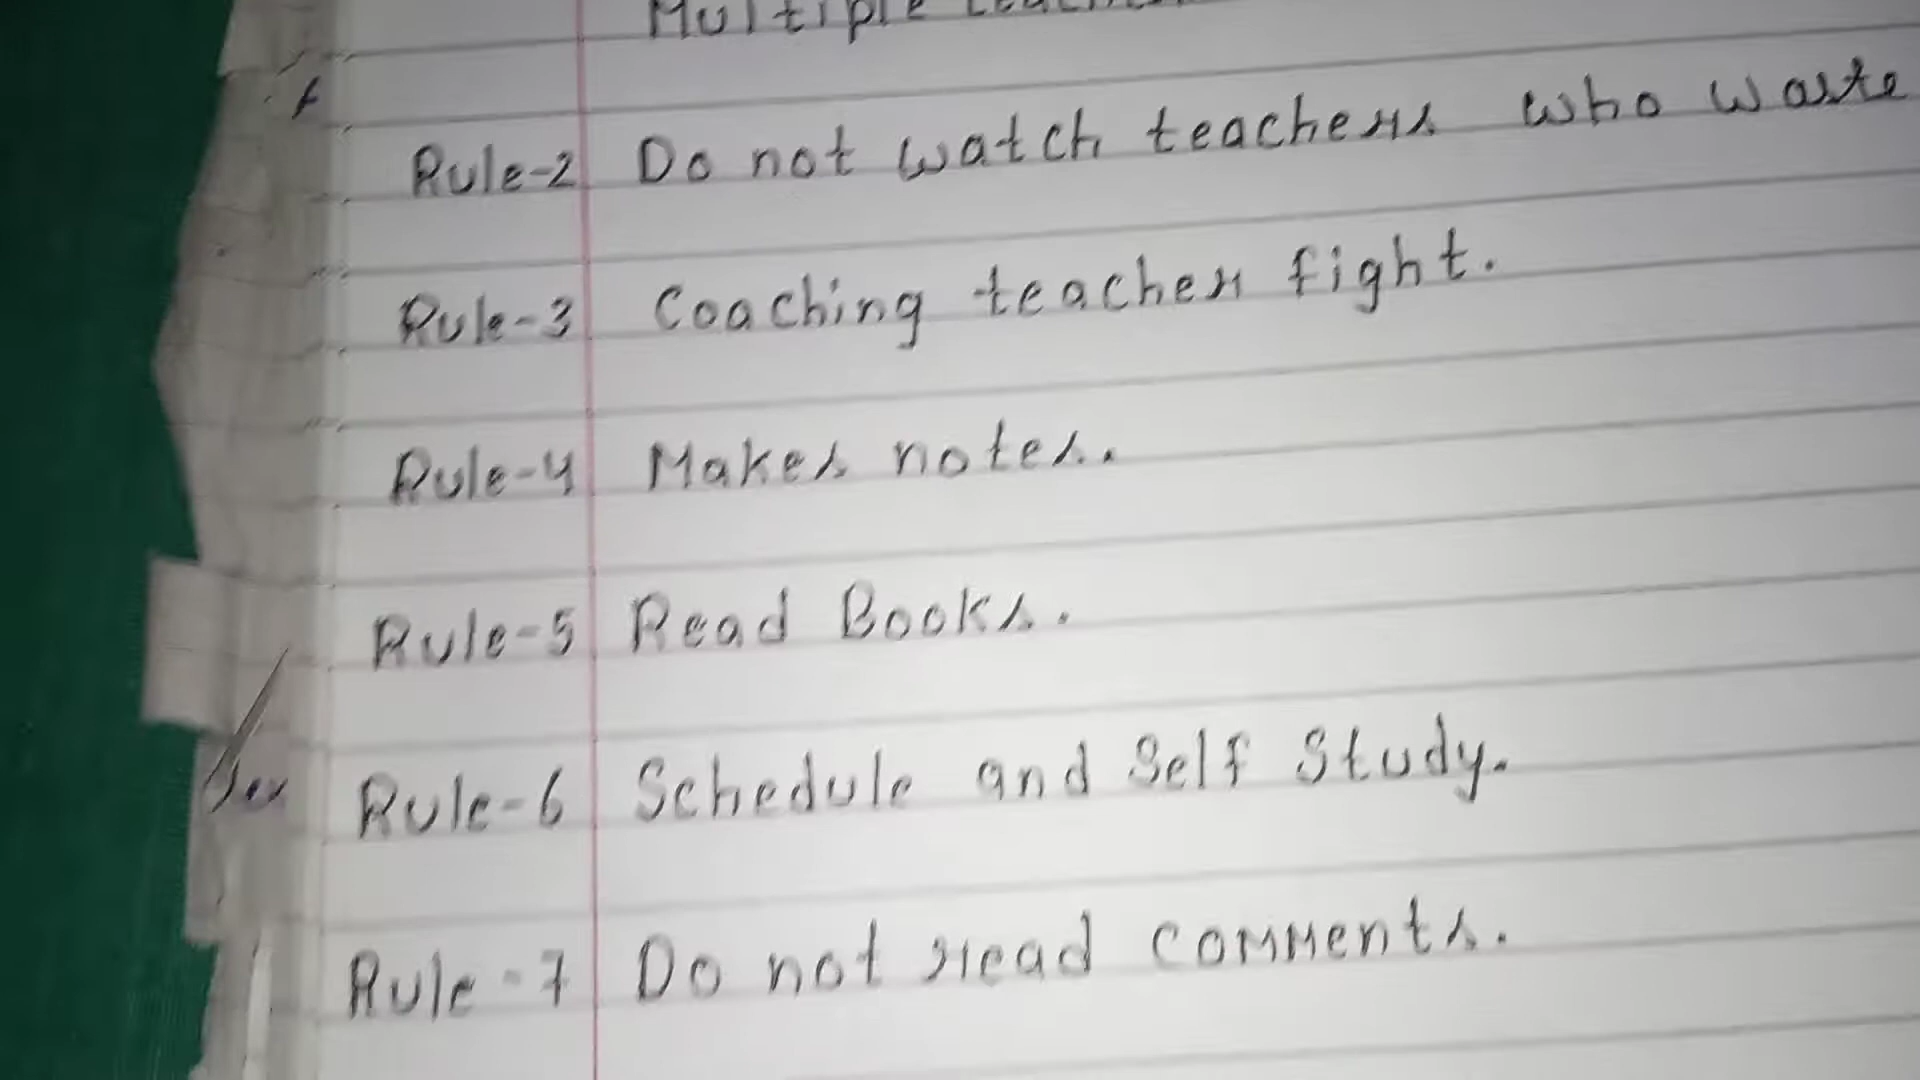 Multiple
Rule-2 Do not watch teachers who waste
Rule-3 Coaching teacher fight.
Rule-4 Makes notes.
Rule-5 Read Books.
Rule-6 Schedule and Self Study.
Rule-7 Do not read comments.